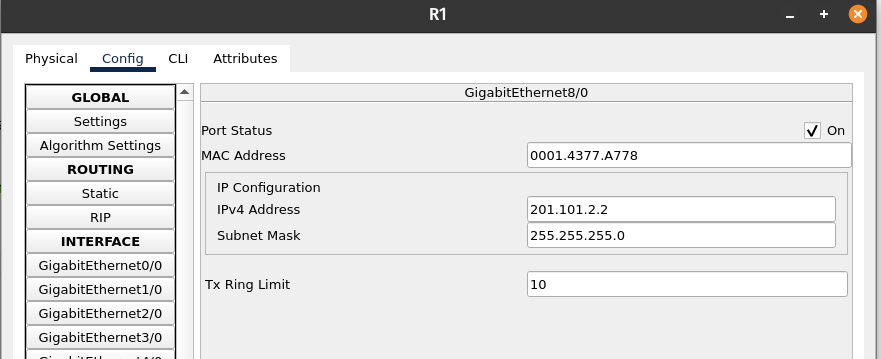 R1
Physical Config CLI Attributes
GLOBAL
Settings
Algorithm Settings
ROUTING
Static
RIP
INTERFACE
GigabitEthernet0/0
GigabitEthernet1/0
GigabitEthernet2/0
GigabitEthernet3/0
GigabitEthernet8/0
Port Status On
MAC Address 0001.4377.A778
IP Configuration
IPv4 Address 201.101.2.2
Subnet Mask 255.255.255.0
Tx Ring Limit 10